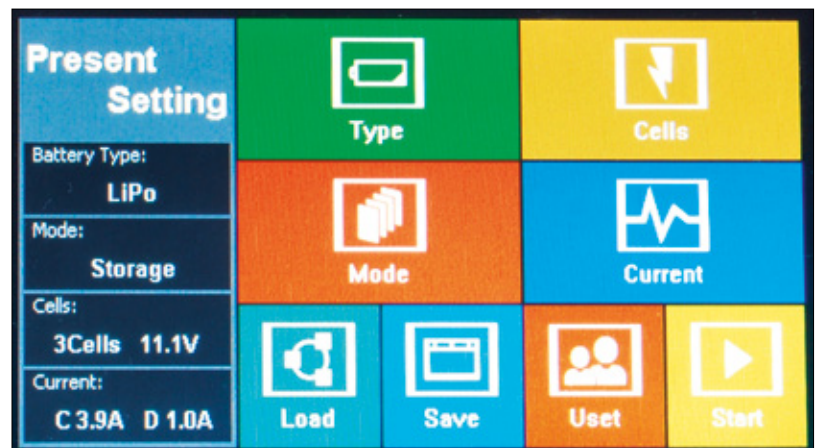 Present
Setting
Battery Type:
LiPo
Mode:
Storage
Cells:
3Cells 11.1V
Current:
C 3.9A D 1.0A
Type
Cells
Mode
Current
Load
Save
Uset
Start